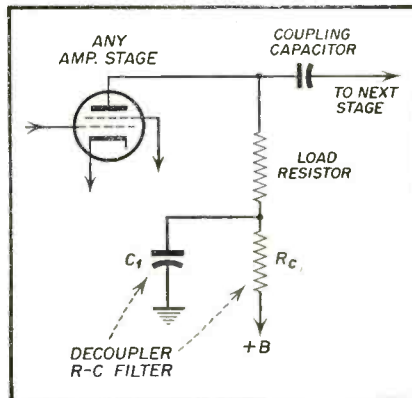 ANY
AMP. STAGE
COUPLING
CAPACITOR
TO NEXT
STAGE
LOAD
RESISTOR
C1
RC
DECOUPLER
R-C FILTER
+B